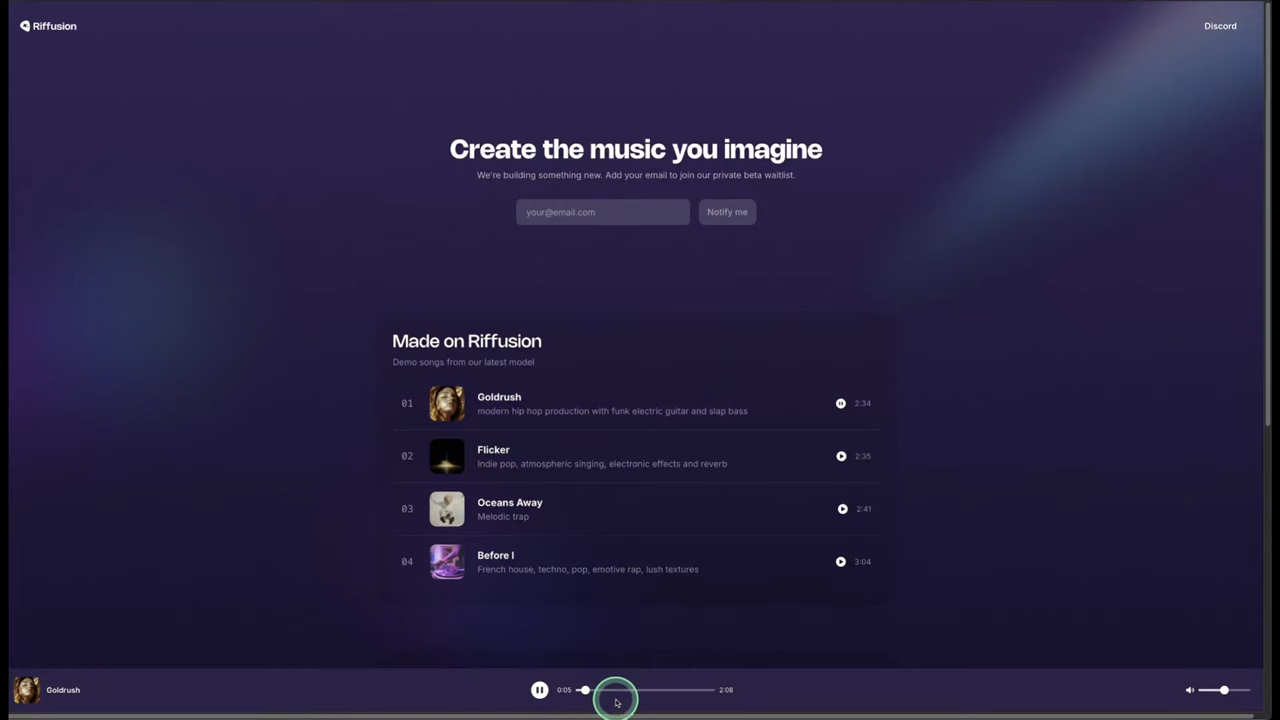 Riffusion
Discord
Create the music you imagine
We're building something new. Add your email to join our private beta waitlist.
your@email.com
Notify me
Made on Riffusion
Demo songs from our latest model
01
Goldrush
modern hip hop production with funk electric guitar and slap bass
2:34
02
Flicker
Indie pop, atmospheric singing, electronic effects and reverb
2:35
03
Oceans Away
Melodic trap
2:41
04
Before I
French house, techno, pop, emotive rap, lush textures
3:04
Goldrush
0:05
2:08